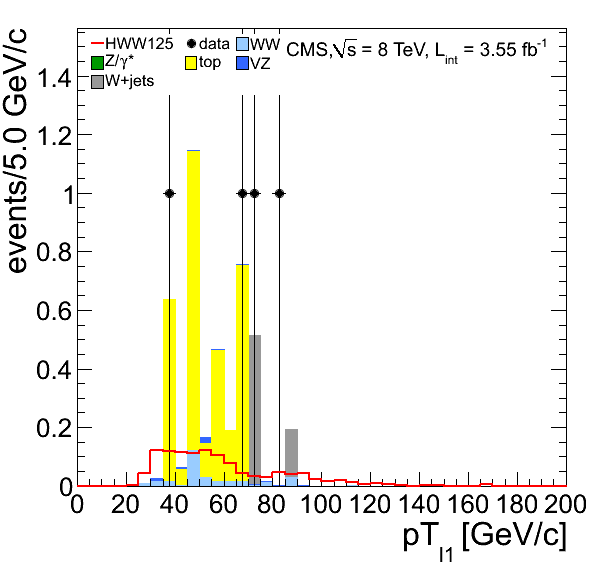 HWW125 data WW CMS,√s = 8 TeV, L_int = 3.55 fb⁻¹
Z/γ* top VZ
W+jets
events/5.0 GeV/c
1.4
1.2
1
0.8
0.6
0.4
0.2
0
0 20 40 60 80 100 120 140 160 180 200
pT_l1 [GeV/c]